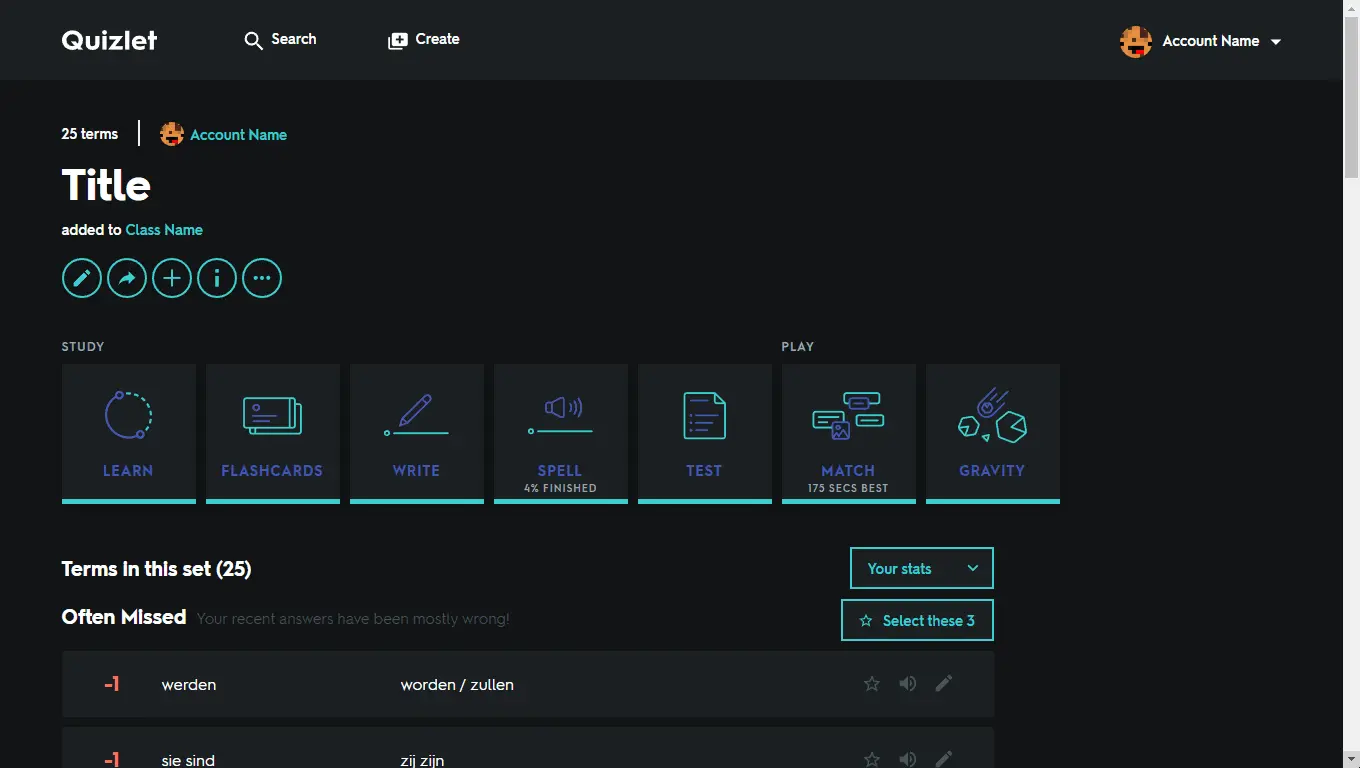 Quizlet Search Create Account Name
25 terms Account Name
Title
added to Class Name
STUDY PLAY
LEARN FLASHCARDS WRITE SPELL TEST MATCH GRAVITY
4% FINISHED 175 SECS BEST
Terms in this set (25) Your stats
Often Missed Your recent answers have been mostly wrong! Select these 3
-1 werden worden / zullen
-1 sie sind zij zijn